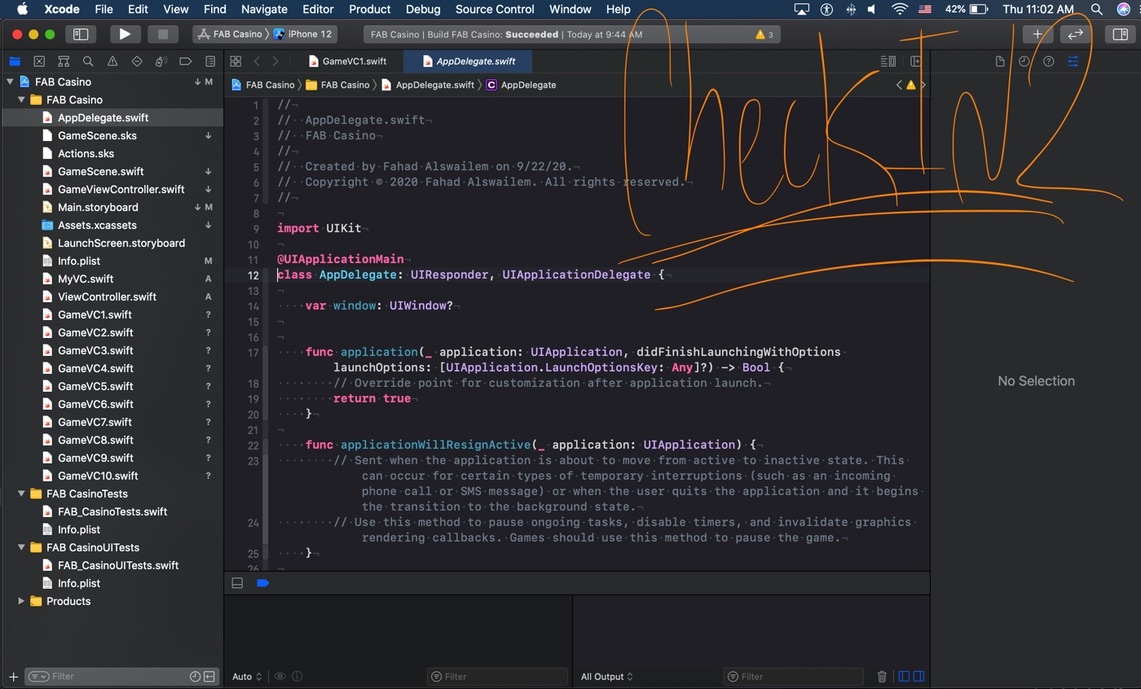 Xcode File Edit View Find Navigate Editor Product Debug Source Control Window Help 42% Thu 11:02 AM
FAB Casino iPhone 12 FAB Casino | Build FAB Casino: Succeeded | Today at 9:44 AM 3
GameVC1.swift AppDelegate.swift
FAB Casino FAB Casino AppDelegate.swift C AppDelegate
CheckIn2
FAB Casino M
FAB Casino
AppDelegate.swift
GameScene.sks
Actions.sks
GameScene.swift
GameViewController.swift
Main.storyboard M
Assets.xcassets
LaunchScreen.storyboard
Info.plist M
MyVC.swift A
ViewController.swift A
GameVC1.swift ?
GameVC2.swift ?
GameVC3.swift ?
GameVC4.swift ?
GameVC5.swift ?
GameVC6.swift ?
GameVC7.swift ?
GameVC8.swift ?
GameVC9.swift ?
GameVC10.swift ?
FAB CasinoTests
FAB_CasinoTests.swift
Info.plist
FAB CasinoUITests
FAB_CasinoUITests.swift
Info.plist
Products
Filter
1 //
2 // AppDelegate.swift
3 // FAB Casino
4 //
5 // Created by Fahad Alswailem on 9/22/20.
6 // Copyright © 2020 Fahad Alswailem. All rights reserved.
7 //
8
9 import UIKit
10
11 @UIApplicationMain
12 class AppDelegate: UIResponder, UIApplicationDelegate {
13
14 var window: UIWindow?
15
16
17 func application(_ application: UIApplication, didFinishLaunchingWithOptions
launchOptions: [UIApplication.LaunchOptionsKey: Any]?) -> Bool {
18 // Override point for customization after application launch.
19 return true
20 }
21
22 func applicationWillResignActive(_ application: UIApplication) {
23 // Sent when the application is about to move from active to inactive state. This
can occur for certain types of temporary interruptions (such as an incoming
phone call or SMS message) or when the user quits the application and it begins
the transition to the background state.
24 // Use this method to pause ongoing tasks, disable timers, and invalidate graphics
rendering callbacks. Games should use this method to pause the game.
25 }
26
Auto Filter All Output Filter
No Selection